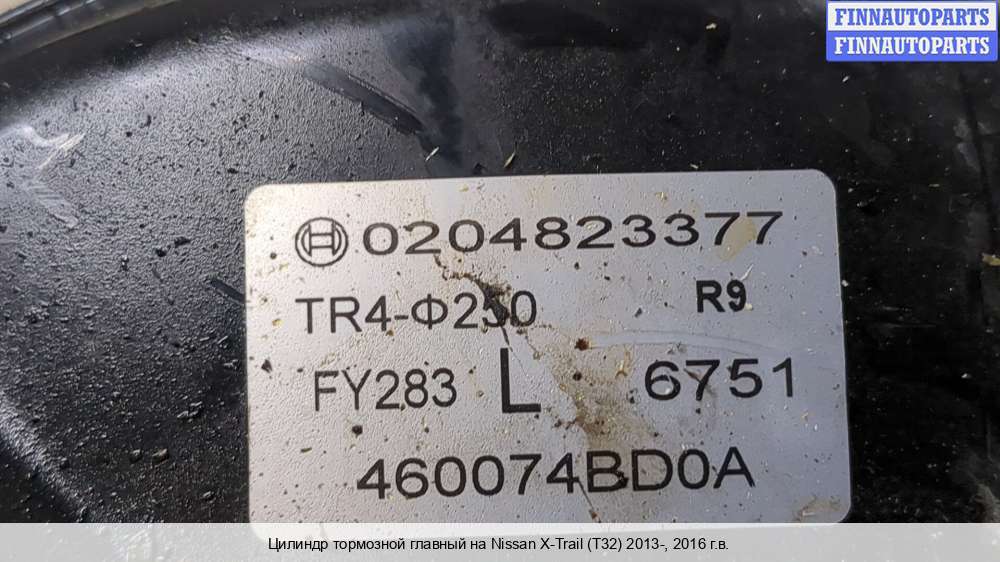 FINNAUTOPARTS
FINNAUTOPARTS
0204823377
TR4-Φ250 R9
FY283 L 6751
460074BD0A
Цилиндр тормозной главный на Nissan X-Trail (T32) 2013-, 2016 г.в.